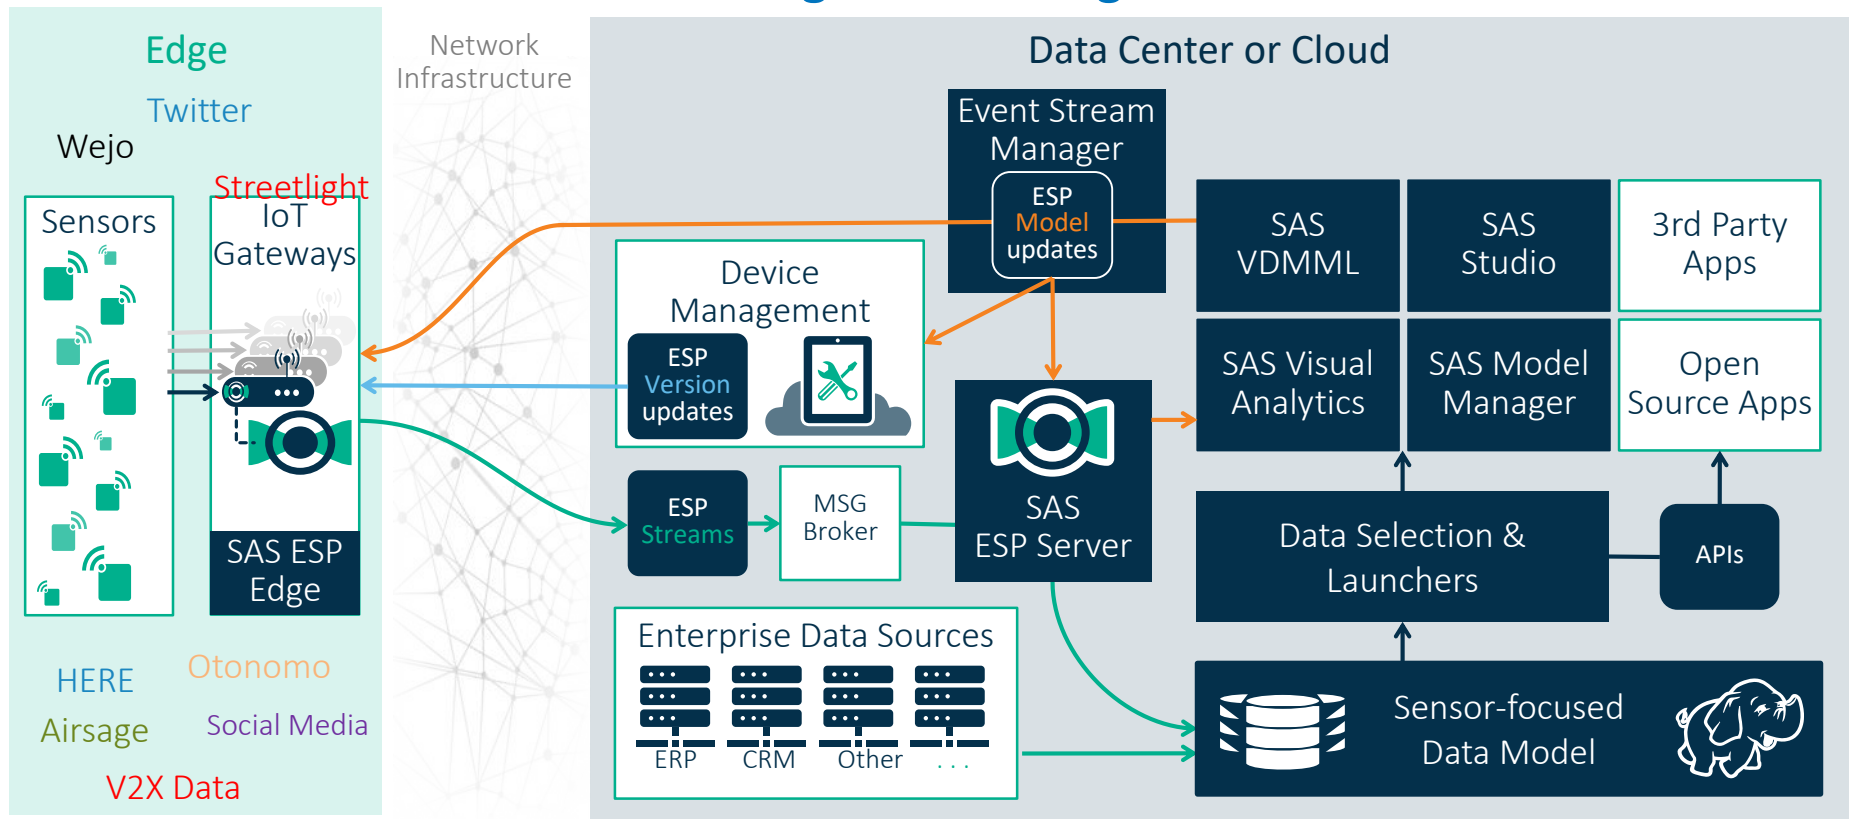 Edge
Twitter
Wejo
Streetlight
Sensors
IoT
Gateways
SAS ESP
Edge
HERE
Otonomo
Airsage
Social Media
V2X Data
Network
Infrastructure
Data Center or Cloud
Event Stream
Manager
ESP
Model
updates
Device
Management
ESP
Version
updates
ESP
Streams
MSG
Broker
SAS
ESP Server
Enterprise Data Sources
ERP
CRM
Other
. . .
SAS
VDMML
SAS
Studio
3rd Party
Apps
SAS Visual
Analytics
SAS Model
Manager
Open
Source Apps
Data Selection &
Launchers
APIs
Sensor-focused
Data Model